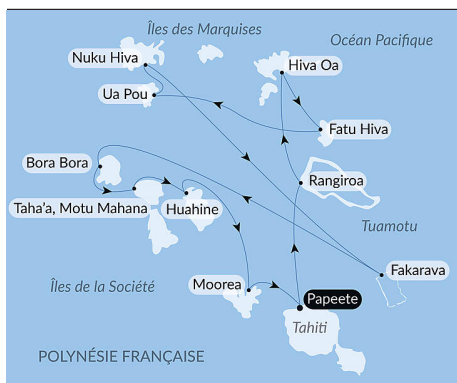 Îles des Marquises
Océan Pacifique
Nuku Hiva
Hiva Oa
Ua Pou
Fatu Hiva
Bora Bora
Rangiroa
Taha'a, Motu Mahana
Huahine
Tuamotu
Fakarava
Îles de la Société
Moorea
Papeete
Tahiti
POLYNÉSIE FRANÇAISE